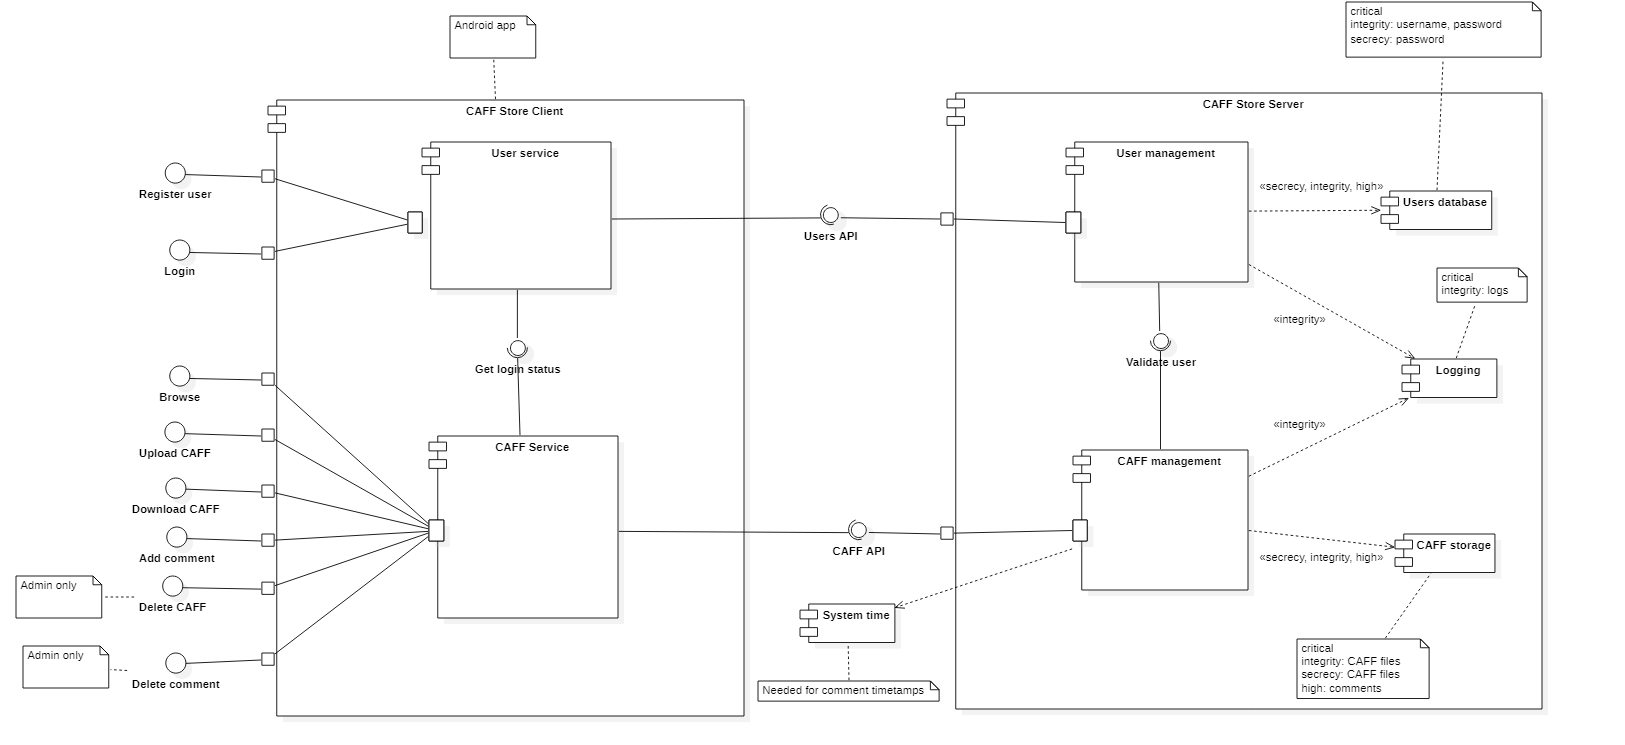 critical
integrity: username, password
secrecy: password
Android app
CAFF Store Client
CAFF Store Server
User service
User management
Register user
«secrecy, integrity, high»
Users database
Users API
Login
critical
integrity: logs
«integrity»
Get login status
Validate user
Logging
Browse
«integrity»
Upload CAFF
CAFF Service
CAFF management
Download CAFF
CAFF API
Add comment
«secrecy, integrity, high»
CAFF storage
Admin only
Delete CAFF
System time
Admin only
Delete comment
Needed for comment timetamps
critical
integrity: CAFF files
secrecy: CAFF files
high: comments